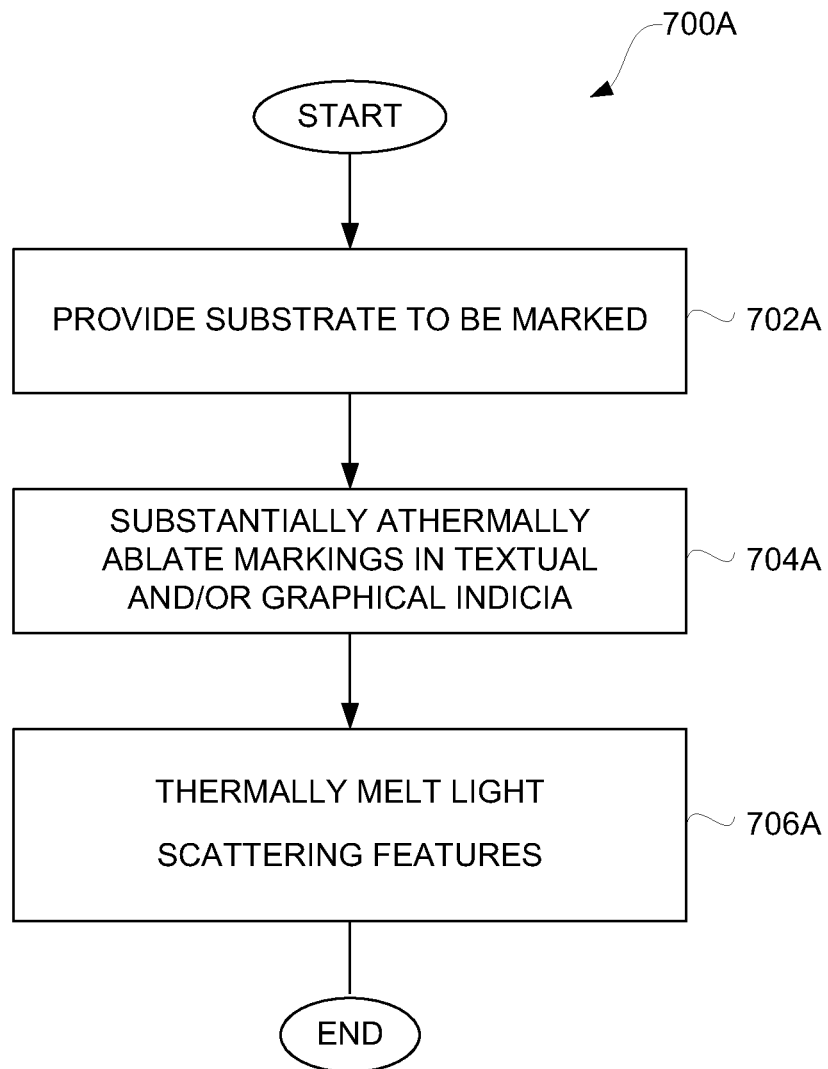 700A
START
PROVIDE SUBSTRATE TO BE MARKED
702A
SUBSTANTIALLY ATHERMALLY
ABLATE MARKINGS IN TEXTUAL
AND/OR GRAPHICAL INDICIA
704A
THERMALLY MELT LIGHT
SCATTERING FEATURES
706A
END